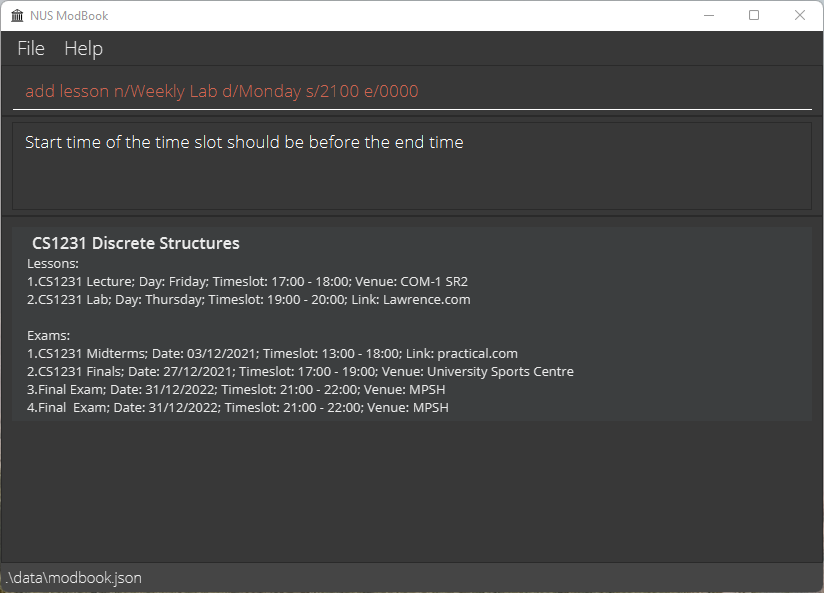 NUS ModBook
File Help
add lesson n/Weekly Lab d/Monday s/2100 e/0000
Start time of the time slot should be before the end time
CS1231 Discrete Structures
Lessons:
1.CS1231 Lecture; Day: Friday; Timeslot: 17:00 - 18:00; Venue: COM-1 SR2
2.CS1231 Lab; Day: Thursday; Timeslot: 19:00 - 20:00; Link: Lawrence.com
Exams:
1.CS1231 Midterms; Date: 03/12/2021; Timeslot: 13:00 - 18:00; Link: practical.com
2.CS1231 Finals; Date: 27/12/2021; Timeslot: 17:00 - 19:00; Venue: University Sports Centre
3.Final Exam; Date: 31/12/2022; Timeslot: 21:00 - 22:00; Venue: MPSH
4.Final  Exam; Date: 31/12/2022; Timeslot: 21:00 - 22:00; Venue: MPSH
.\data\modbook.json